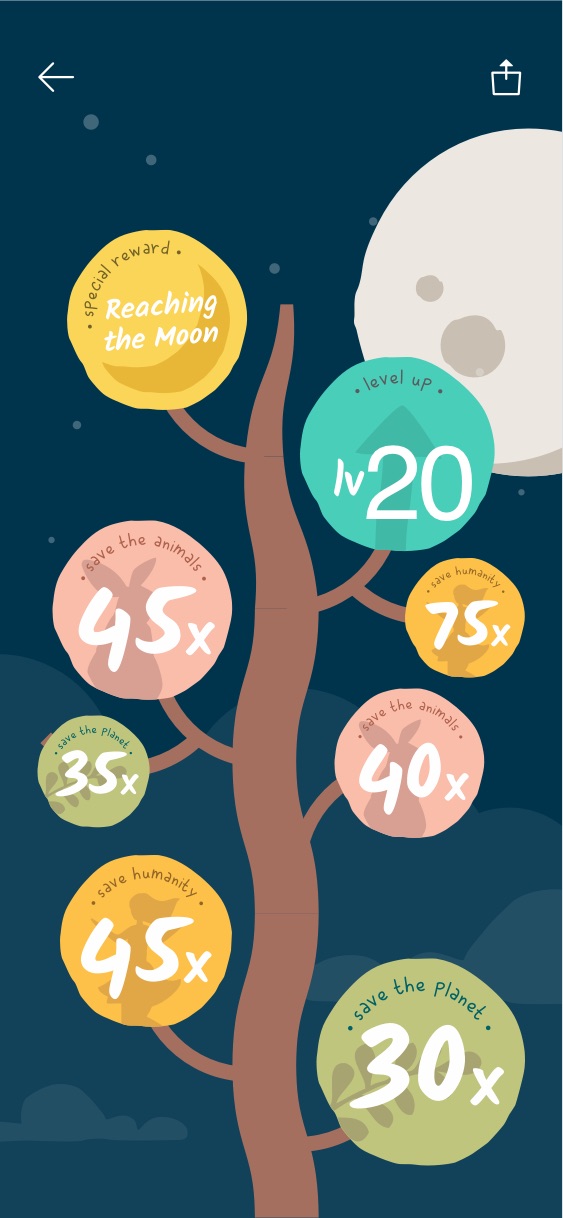 special reward
Reaching
the Moon
level up
lv20
save the animals
45x
save humanity
75x
save the Planet
35x
save the animals
40x
save humanity
45x
save the Planet
30x